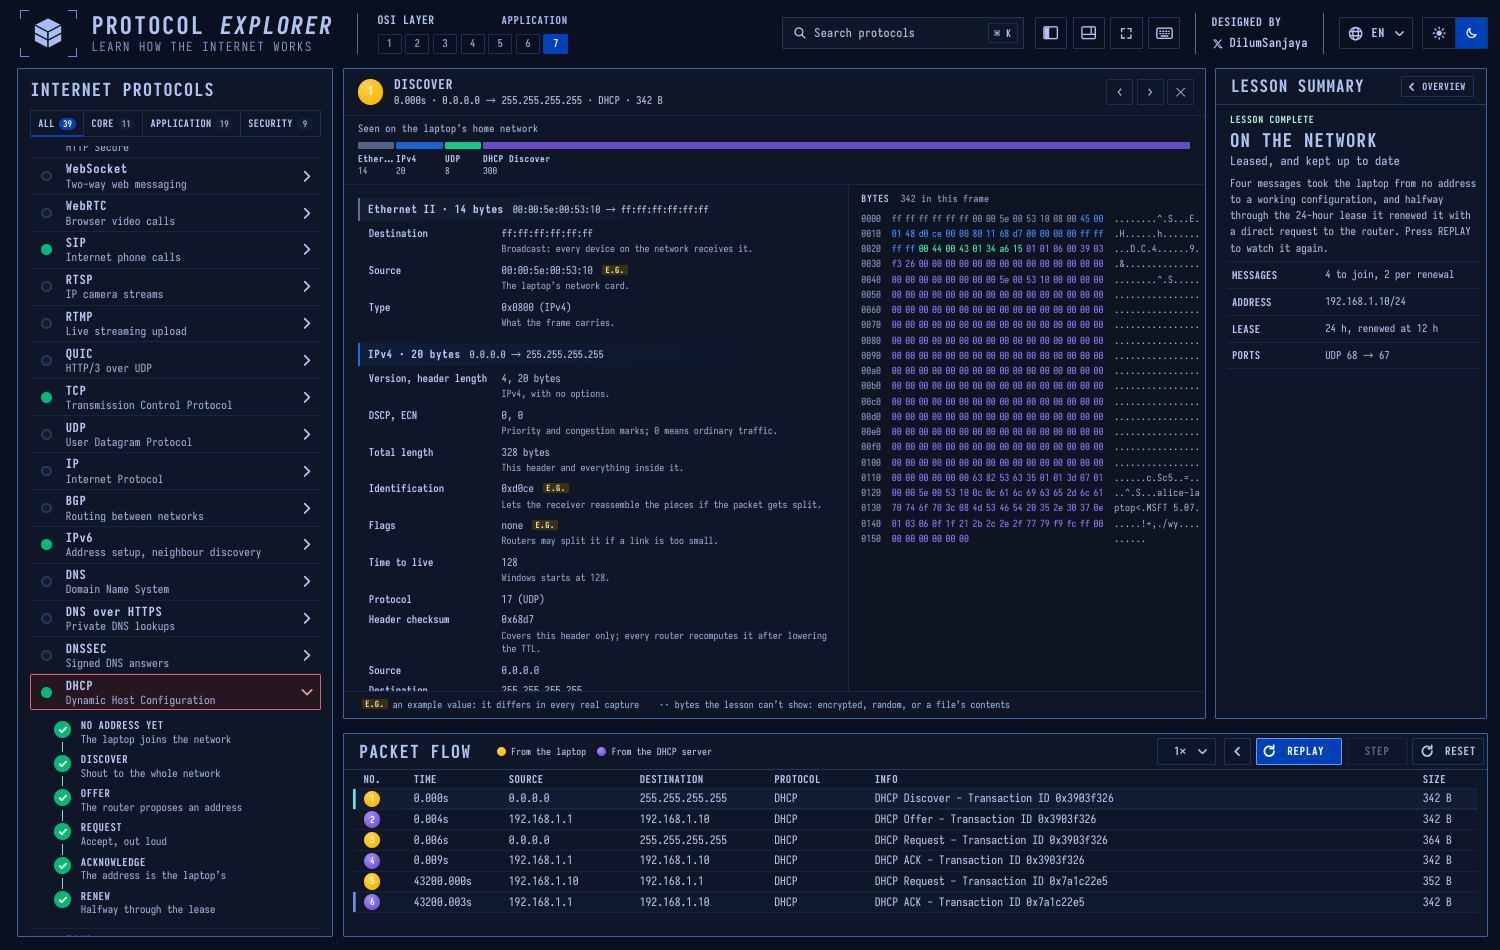 PROTOCOL EXPLORER
LEARN HOW THE INTERNET WORKS
OSI LAYER APPLICATION
1 2 3 4 5 6 7
Search protocols ⌘ K
DESIGNED BY
DilumSanjaya
EN
INTERNET PROTOCOLS
ALL 39 CORE 11 APPLICATION 19 SECURITY 9
HTTP Secure
WebSocket
Two-way web messaging
WebRTC
Browser video calls
SIP
Internet phone calls
RTSP
IP camera streams
RTMP
Live streaming upload
QUIC
HTTP/3 over UDP
TCP
Transmission Control Protocol
UDP
User Datagram Protocol
IP
Internet Protocol
BGP
Routing between networks
IPv6
Address setup, neighbour discovery
DNS
Domain Name System
DNS over HTTPS
Private DNS lookups
DNSSEC
Signed DNS answers
DHCP
Dynamic Host Configuration
NO ADDRESS YET
The laptop joins the network
DISCOVER
Shout to the whole network
OFFER
The router proposes an address
REQUEST
Accept, out loud
ACKNOWLEDGE
The address is the laptop's
RENEW
Halfway through the lease
1 DISCOVER
0.000s · 0.0.0.0 → 255.255.255.255 · DHCP · 342 B
Seen on the laptop's home network
Ether... IPv4 UDP DHCP Discover
14 20 8 300
Ethernet II · 14 bytes 00:00:5e:00:53:10 → ff:ff:ff:ff:ff:ff
Destination ff:ff:ff:ff:ff:ff
Broadcast: every device on the network receives it.
Source 00:00:5e:00:53:10 E.G.
The laptop's network card.
Type 0x0800 (IPv4)
What the frame carries.
IPv4 · 20 bytes 0.0.0.0 → 255.255.255.255
Version, header length 4, 20 bytes
IPv4, with no options.
DSCP, ECN 0, 0
Priority and congestion marks; 0 means ordinary traffic.
Total length 328 bytes
This header and everything inside it.
Identification 0xd0ce E.G.
Lets the receiver reassemble the pieces if the packet gets split.
Flags none E.G.
Routers may split it if a link is too small.
Time to live 128
Windows starts at 128.
Protocol 17 (UDP)
Header checksum 0x68d7
Covers this header only; every router recomputes it after lowering
the TTL.
Source 0.0.0.0
Destination 255.255.255.255
E.G. an example value: it differs in every real capture ·· bytes the lesson can't show: encrypted, random, or a file's contents
BYTES 342 in this frame
0000 ff ff ff ff ff ff 00 00 5e 00 53 10 08 00 45 00 ........^.S...E.
0010 01 48 d0 ce 00 00 80 11 68 d7 00 00 00 00 ff ff .H......h.......
0020 ff ff 00 44 00 43 01 34 a6 15 01 01 06 00 39 03 ...D.C.4......9.
0030 f3 26 00 00 00 00 00 00 00 00 00 00 00 00 00 00 .&..............
0040 00 00 00 00 00 00 00 00 5e 00 53 10 00 00 00 00 ........^.S.....
0050 00 00 00 00 00 00 00 00 00 00 00 00 00 00 00 00 ................
0060 00 00 00 00 00 00 00 00 00 00 00 00 00 00 00 00 ................
0070 00 00 00 00 00 00 00 00 00 00 00 00 00 00 00 00 ................
0080 00 00 00 00 00 00 00 00 00 00 00 00 00 00 00 00 ................
0090 00 00 00 00 00 00 00 00 00 00 00 00 00 00 00 00 ................
00a0 00 00 00 00 00 00 00 00 00 00 00 00 00 00 00 00 ................
00b0 00 00 00 00 00 00 00 00 00 00 00 00 00 00 00 00 ................
00c0 00 00 00 00 00 00 00 00 00 00 00 00 00 00 00 00 ................
00d0 00 00 00 00 00 00 00 00 00 00 00 00 00 00 00 00 ................
00e0 00 00 00 00 00 00 00 00 00 00 00 00 00 00 00 00 ................
00f0 00 00 00 00 00 00 00 00 00 00 00 00 00 00 00 00 ................
0100 00 00 00 00 00 00 00 00 00 00 00 00 00 00 00 00 ................
0110 00 00 00 00 00 00 63 82 53 63 35 01 01 3d 07 01 ......c.Sc5..=..
0120 00 00 5e 00 53 10 0c 0c 61 6c 69 63 65 2d 6c 61 ..^.S...alice-la
0130 70 74 6f 70 3c 08 4d 53 46 54 20 35 2e 30 37 0e ptop<.MSFT 5.07.
0140 01 03 06 0f 1f 21 2b 2c 2e 2f 77 79 f9 fc ff 00 .....!+,./wy....
0150 00 00 00 00 00 00 ......
LESSON SUMMARY OVERVIEW
LESSON COMPLETE
ON THE NETWORK
Leased, and kept up to date
Four messages took the laptop from no address
to a working configuration, and halfway
through the 24-hour lease it renewed it with
a direct request to the router. Press REPLAY
to watch it again.
MESSAGES 4 to join, 2 per renewal
ADDRESS 192.168.1.10/24
LEASE 24 h, renewed at 12 h
PORTS UDP 68 → 67
PACKET FLOW From the laptop From the DHCP server 1× REPLAY STEP RESET
NO. TIME SOURCE DESTINATION PROTOCOL INFO SIZE
1 0.000s 0.0.0.0 255.255.255.255 DHCP DHCP Discover – Transaction ID 0x3903f326 342 B
2 0.004s 192.168.1.1 192.168.1.10 DHCP DHCP Offer – Transaction ID 0x3903f326 342 B
3 0.006s 0.0.0.0 255.255.255.255 DHCP DHCP Request – Transaction ID 0x3903f326 364 B
4 0.009s 192.168.1.1 192.168.1.10 DHCP DHCP ACK – Transaction ID 0x3903f326 342 B
5 43200.000s 192.168.1.10 192.168.1.1 DHCP DHCP Request – Transaction ID 0x7a1c22e5 352 B
6 43200.003s 192.168.1.1 192.168.1.10 DHCP DHCP ACK – Transaction ID 0x7a1c22e5 342 B